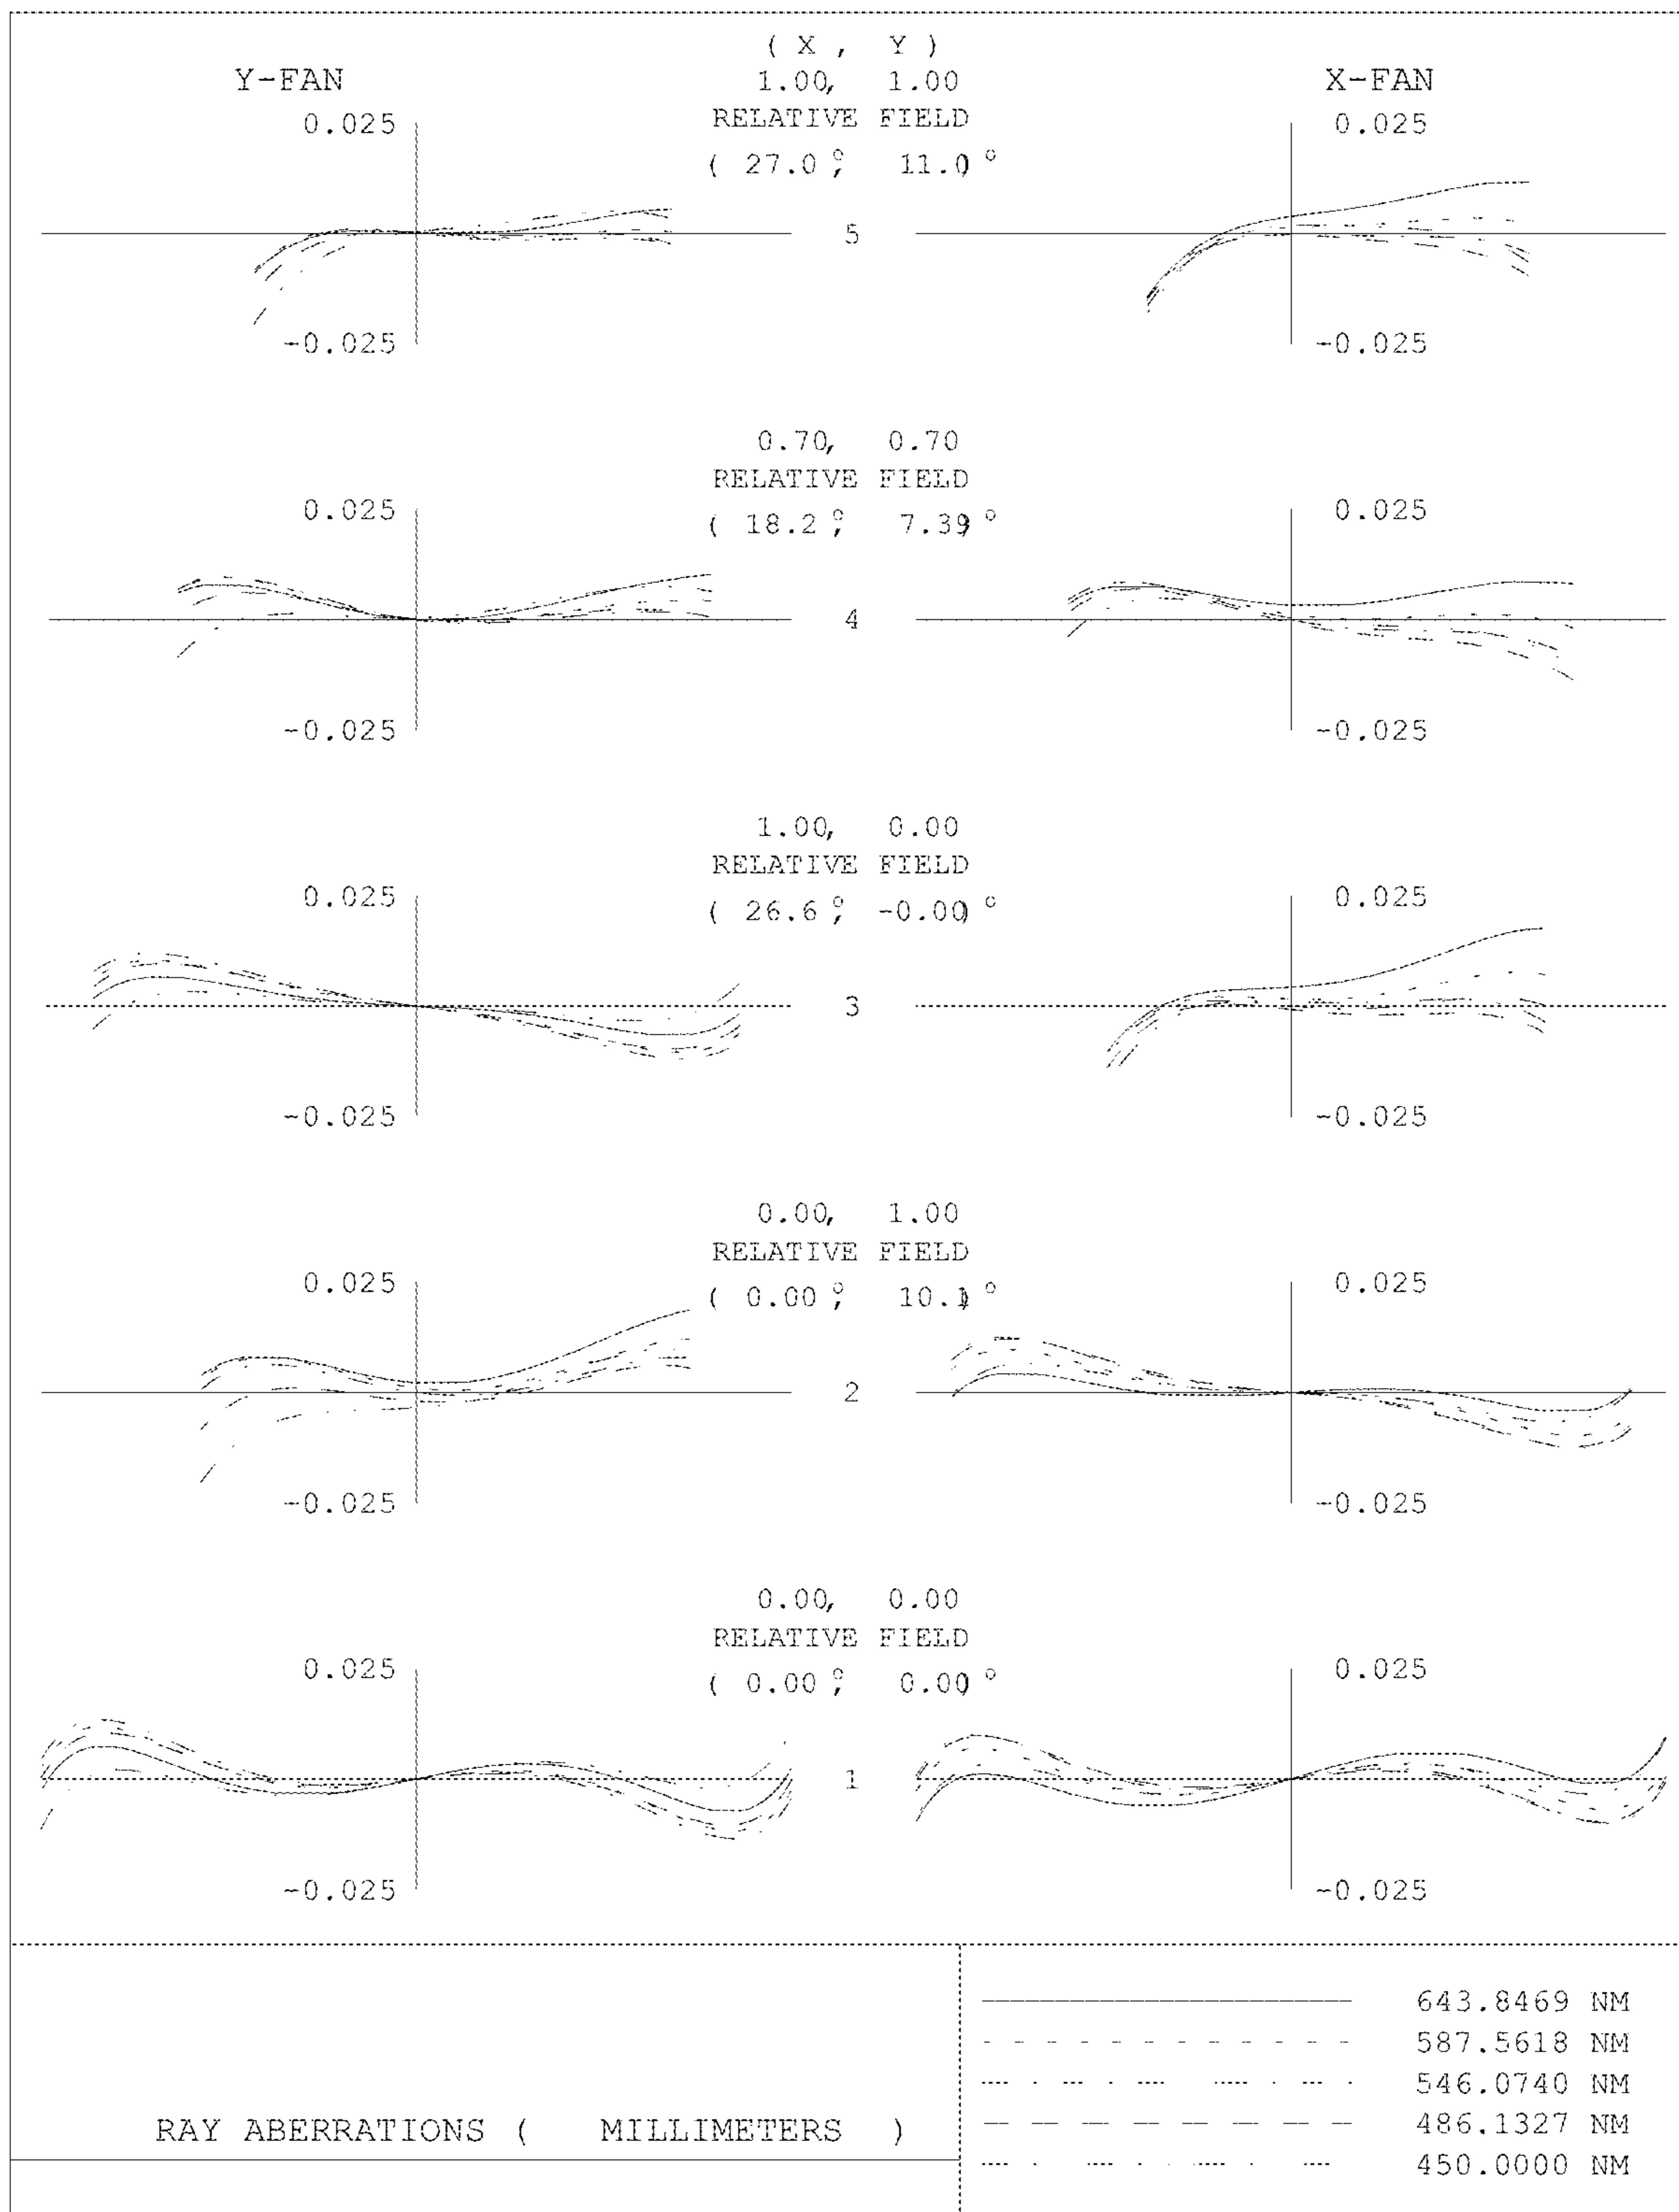 ( X , Y )
Y-FAN 1.00, 1.00 X-FAN
0.025 RELATIVE FIELD 0.025
( 27.0°, 11.0 )°
5
-0.025 -0.025
0.70, 0.70
RELATIVE FIELD
0.025 ( 18.2°, 7.39 )° 0.025
4
-0.025 -0.025
1.00, 0.00
RELATIVE FIELD
0.025 ( 26.6°, -0.00 )° 0.025
3
-0.025 -0.025
0.00, 1.00
RELATIVE FIELD
0.025 ( 0.00°, 10.1 )° 0.025
2
-0.025 -0.025
0.00, 0.00
RELATIVE FIELD
0.025 ( 0.00°, 0.00 )° 0.025
1
-0.025 -0.025
RAY ABERRATIONS ( MILLIMETERS )
643.8469 NM
587.5618 NM
546.0740 NM
486.1327 NM
450.0000 NM